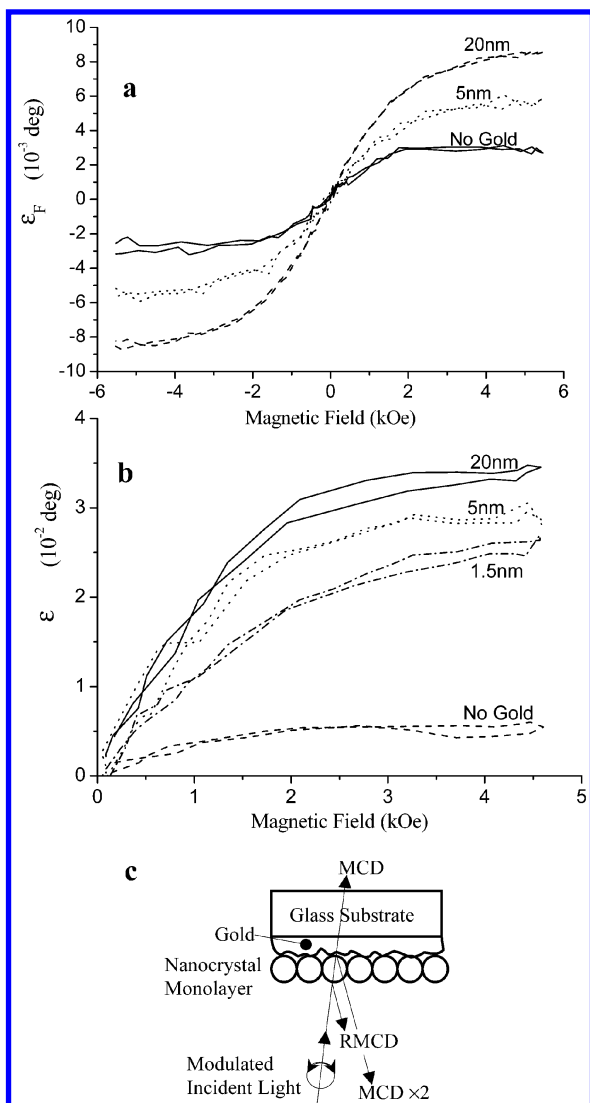 a
20nm
5nm
No Gold
10
8
6
4
2
0
-2
-4
-6
-8
-10
ε_F (10⁻³ deg)
-6 -4 -2 0 2 4 6
Magnetic Field (kOe)
b
20nm
5nm
1.5nm
No Gold
4
3
2
1
0
ε (10⁻² deg)
0 1 2 3 4 5
Magnetic Field (kOe)
c
MCD
Glass Substrate
Gold
Nanocrystal
Monolayer
RMCD
Modulated
Incident Light
MCD ×2